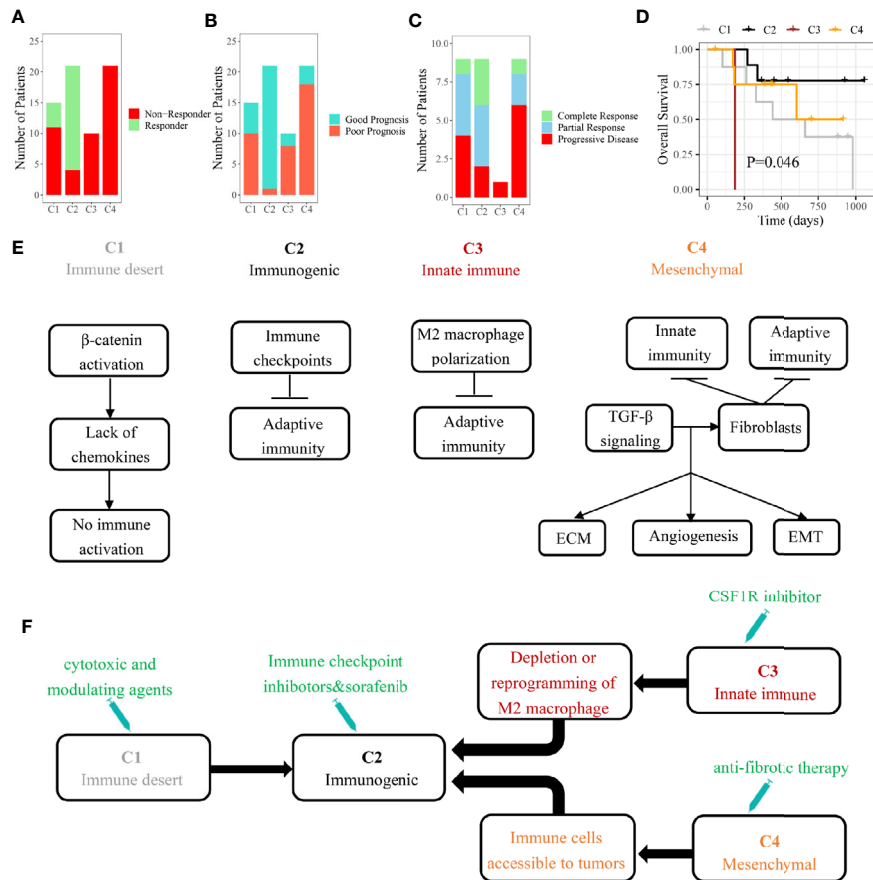 A
B
C
D
C1
C2
C3
C4
25
20
15
10
5
0
Number of Patients
Non-Responder
Responder
C1
C2
C3
C4
25
20
15
10
5
0
Number of Patients
Good Prognesis
Poor Prognosis
C1
C2
C3
C4
10.0
7.5
5.0
2.5
0.0
Number of Patients
Complete Response
Partial Response
Progressive Disease
C1
C2
C3
C4
1.00
0.75
0.50
0.25
0.00
Overall Survival
P=0.046
0
250
500
750
1000
Time (days)
E
C1
Immune desert
C2
Immunogenic
C3
Innate immune
C4
Mesenchymal
β-catenin
activation
Lack of
chemokines
No immune
activation
Immune
checkpoints
Adaptive
immunity
M2 macrophage
polarization
Adaptive
immunity
Innate
immunity
Adaptive
immunity
TGF-β
signaling
Fibroblasts
ECM
Angiogenesis
EMT
F
cytotoxic and
modulating agents
C1
Immune desert
Immune checkpoint
inhibotors&sorafenib
C2
Immunogenic
Depletion or
reprogramming of
M2 macrophage
CSF1R inhibitor
C3
Innate immune
Immune cells
accessible to tumors
anti-fibrotic therapy
C4
Mesenchymal